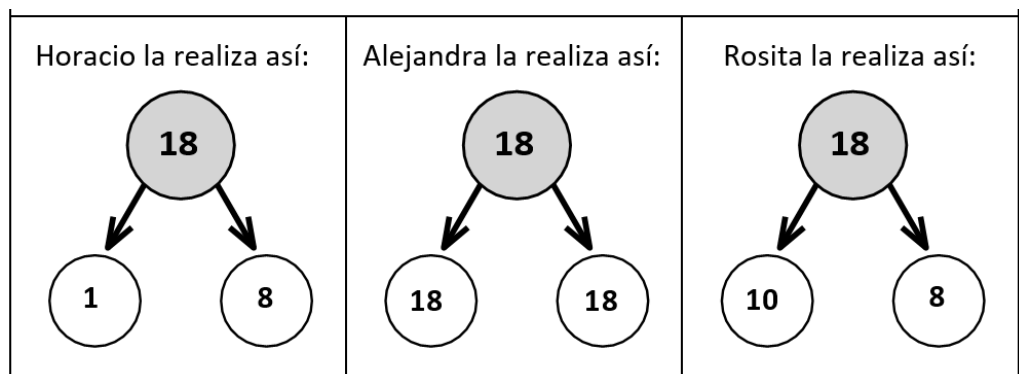 Horacio la realiza así:
18
1 8
Alejandra la realiza así:
18
18 18
Rosita la realiza así:
18
10 8